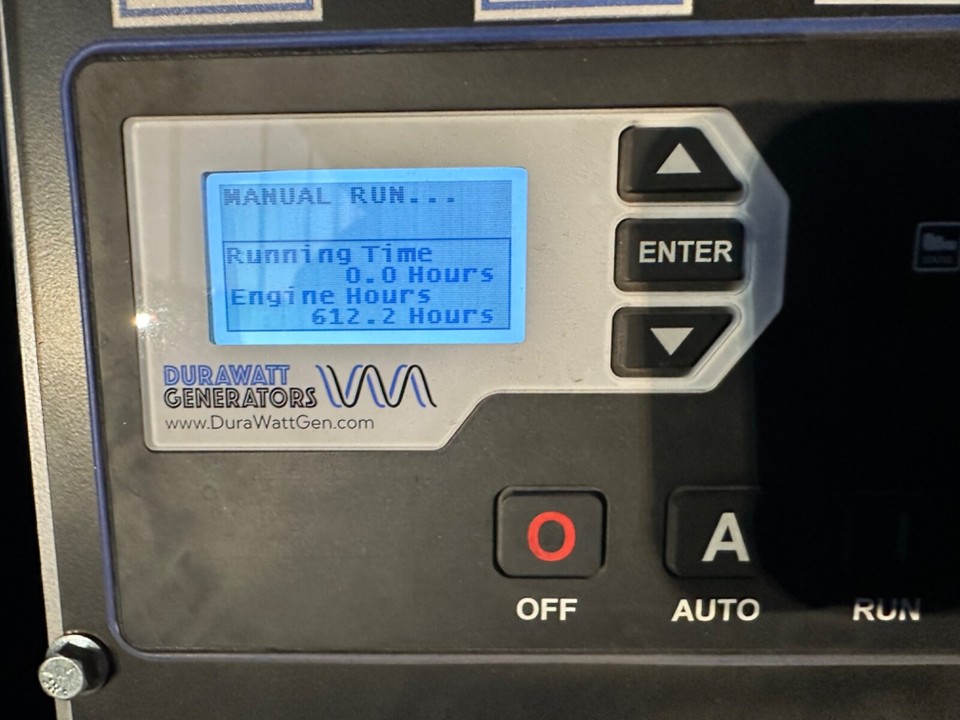 MANUAL RUN...
Running Time
0.0 Hours
Engine Hours
612.2 Hours
DURAWATT
GENERATORS
www.DuraWattGen.com
ENTER
O
A
OFF
AUTO
RUN